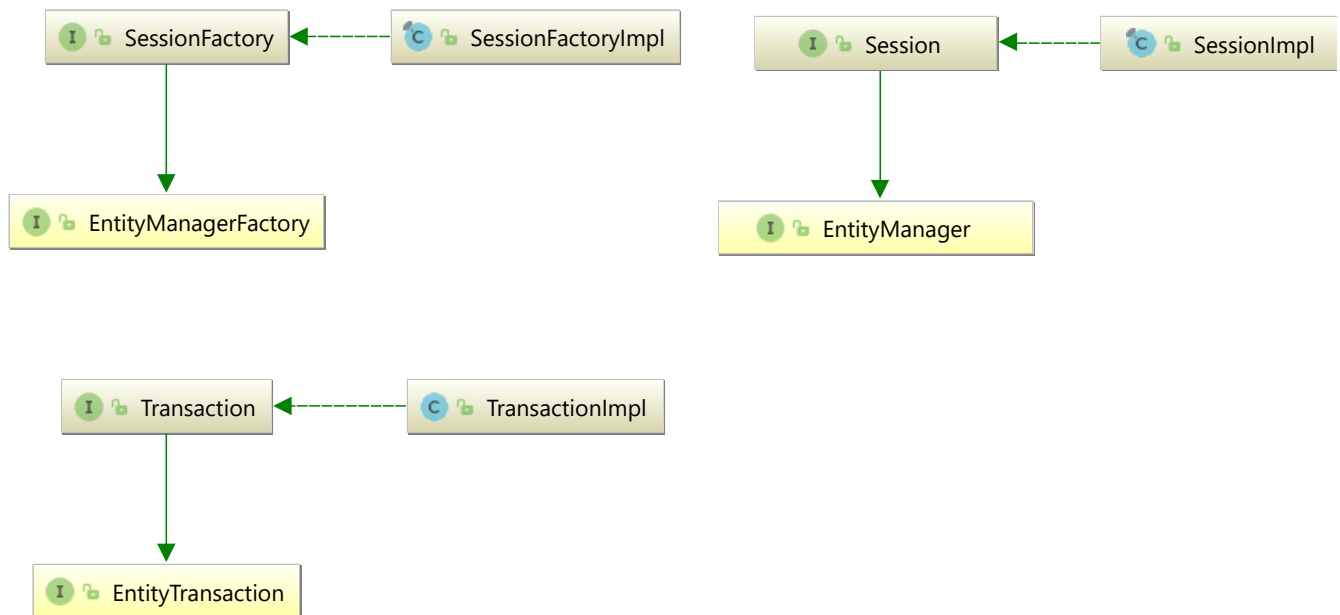 I SessionFactory
C SessionFactoryImpl
I Session
C SessionImpl
I EntityManagerFactory
I EntityManager
I Transaction
C TransactionImpl
I EntityTransaction